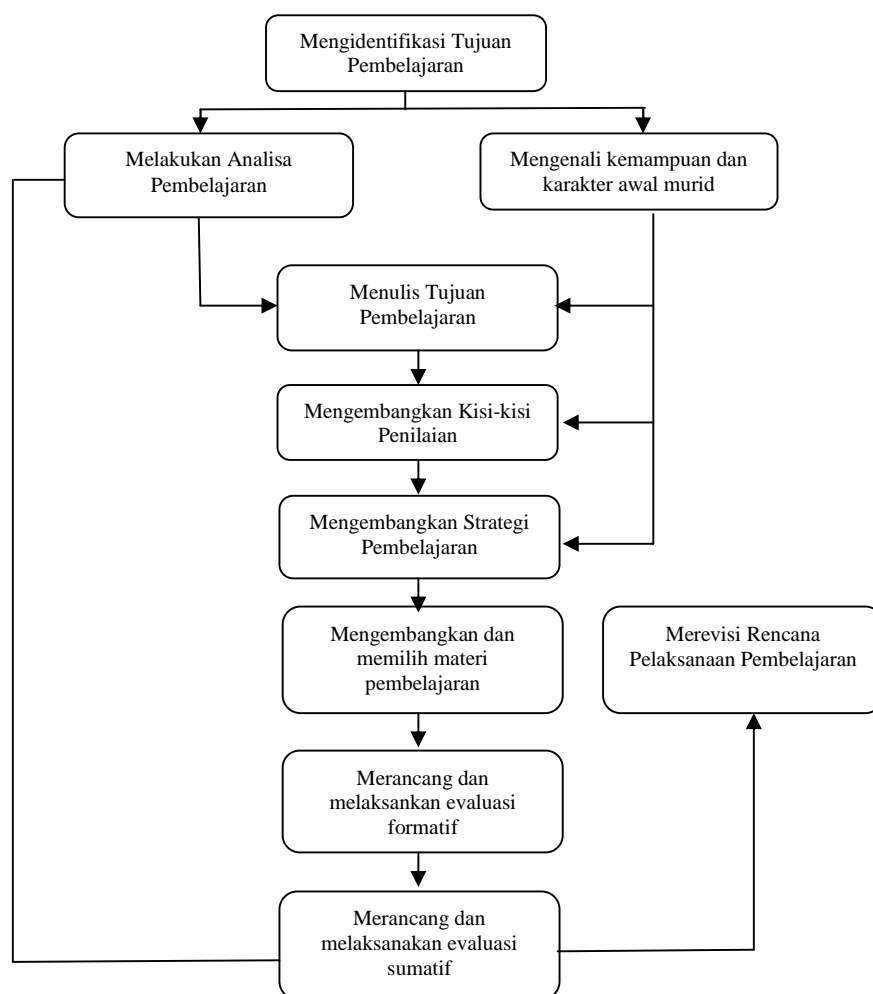 Mengidentifikasi Tujuan
Pembelajaran
Melakukan Analisa
Pembelajaran
Mengenali kemampuan dan
karakter awal murid
Menulis Tujuan
Pembelajaran
Mengembangkan Kisi-kisi
Penilaian
Mengembangkan Strategi
Pembelajaran
Mengembangkan dan
memilih materi
pembelajaran
Merevisi Rencana
Pelaksanaan Pembelajaran
Merancang dan
melaksankan evaluasi
formatif
Merancang dan
melaksanakan evaluasi
sumatif